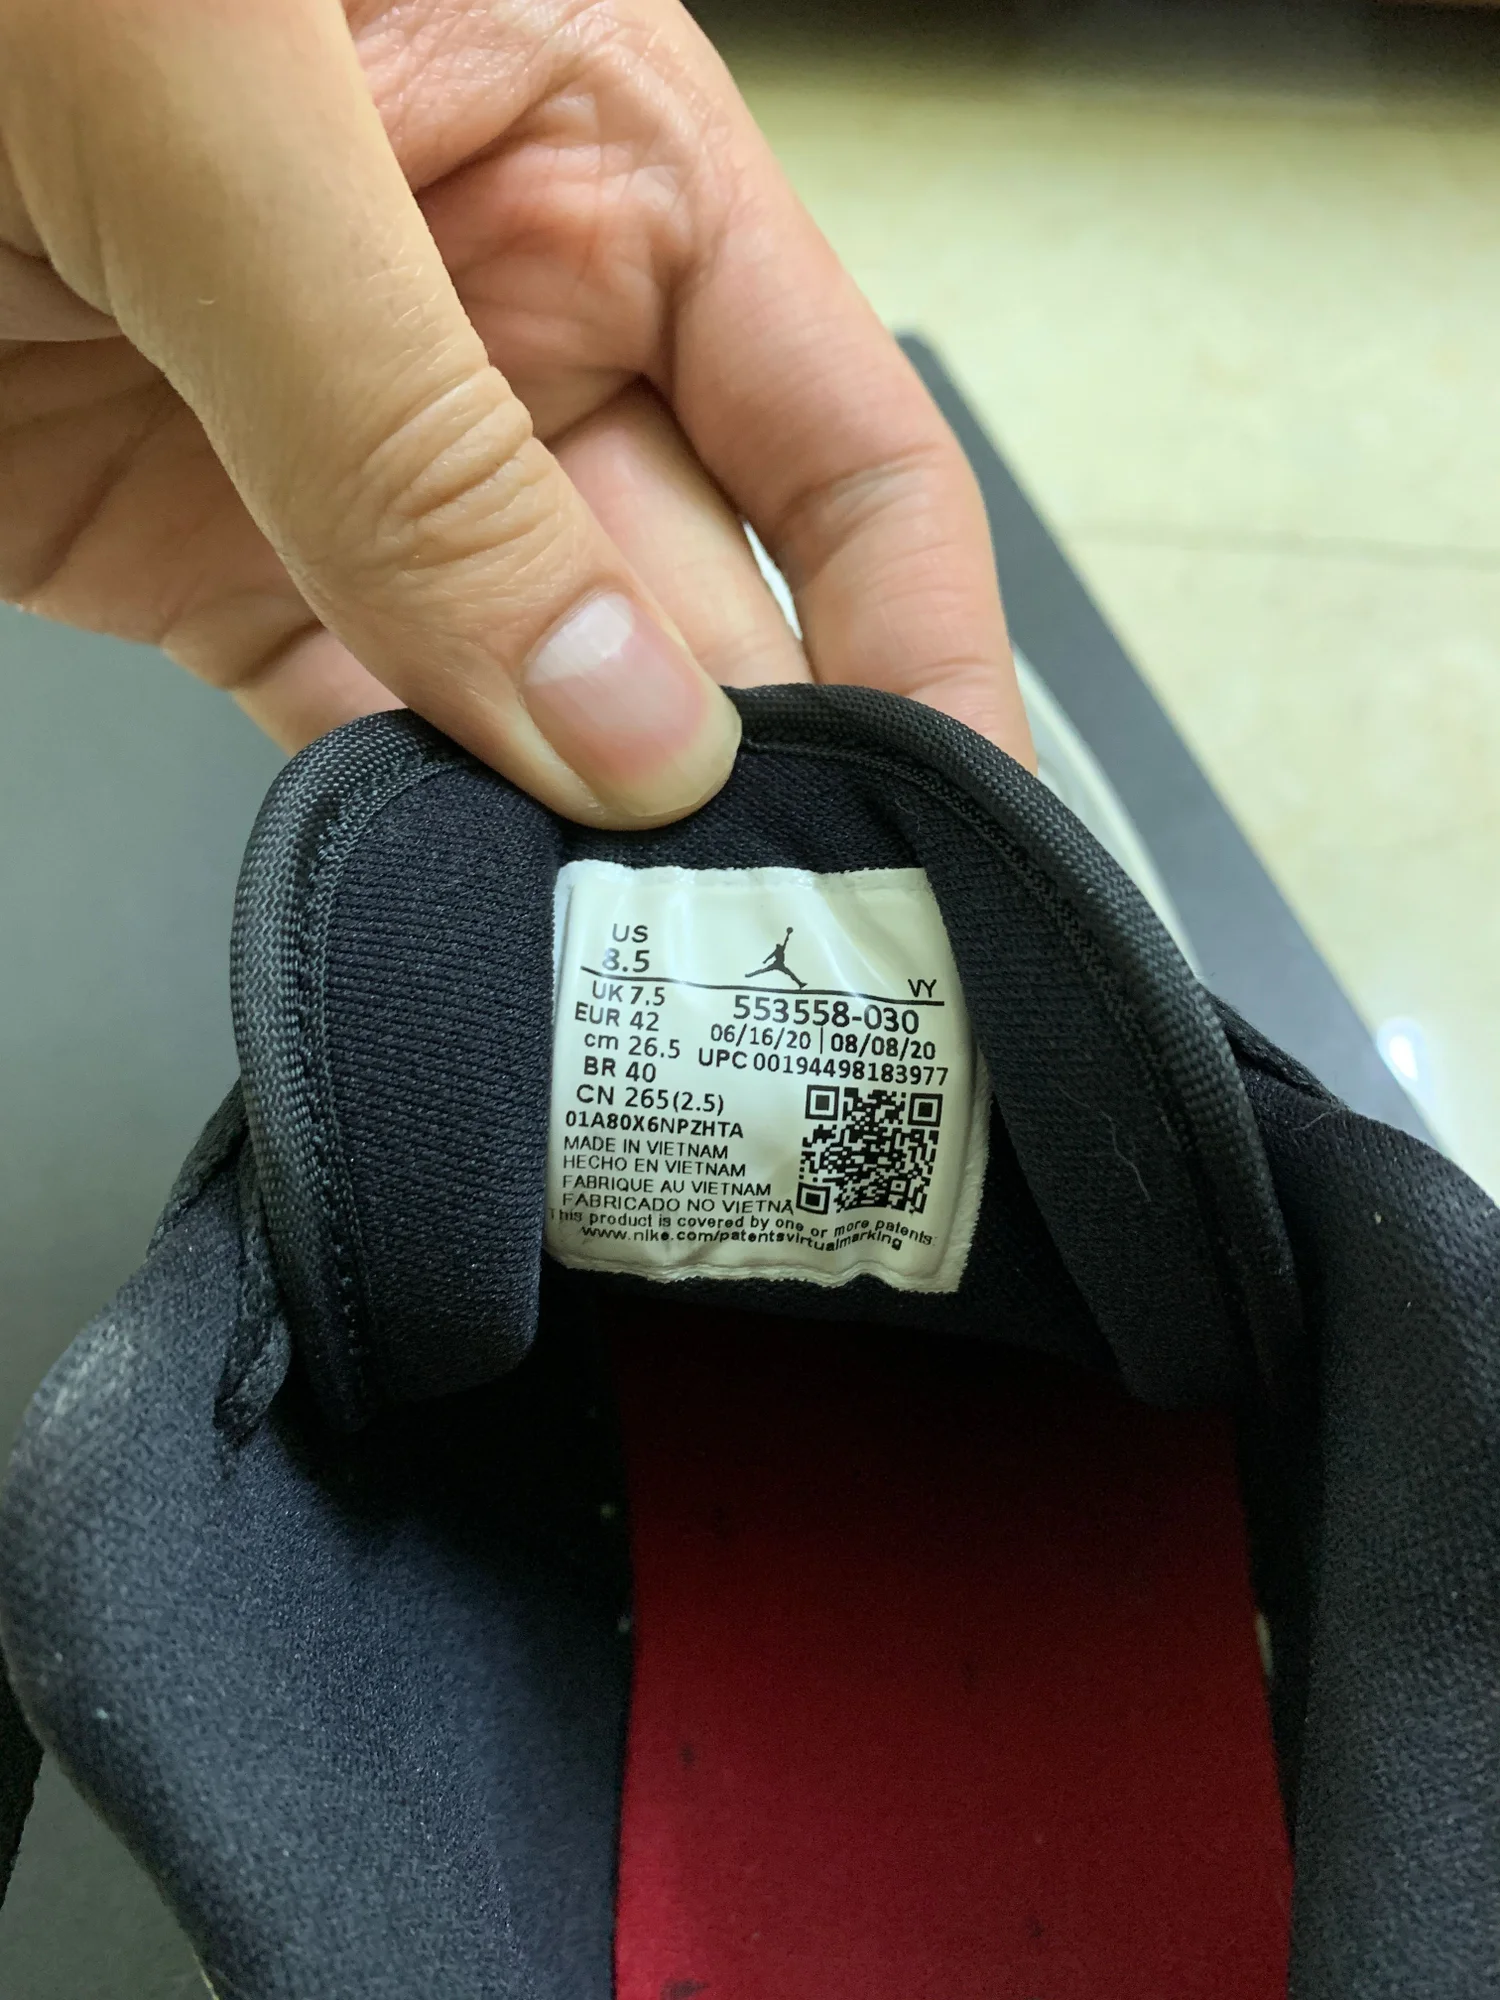 US
8.5
VY
UK 7.5
553558-030
EUR 42
06/16/20 | 08/08/20
cm 26.5
UPC 00194498183977
BR 40
CN 265(2.5)
01A80X6NPZHTA
MADE IN VIETNAM
HECHO EN VIETNAM
FABRIQUE AU VIETNAM
FABRICADO NO VIETNA
This product is covered by one or more patents:
www.nike.com/patentsvirtualmarking